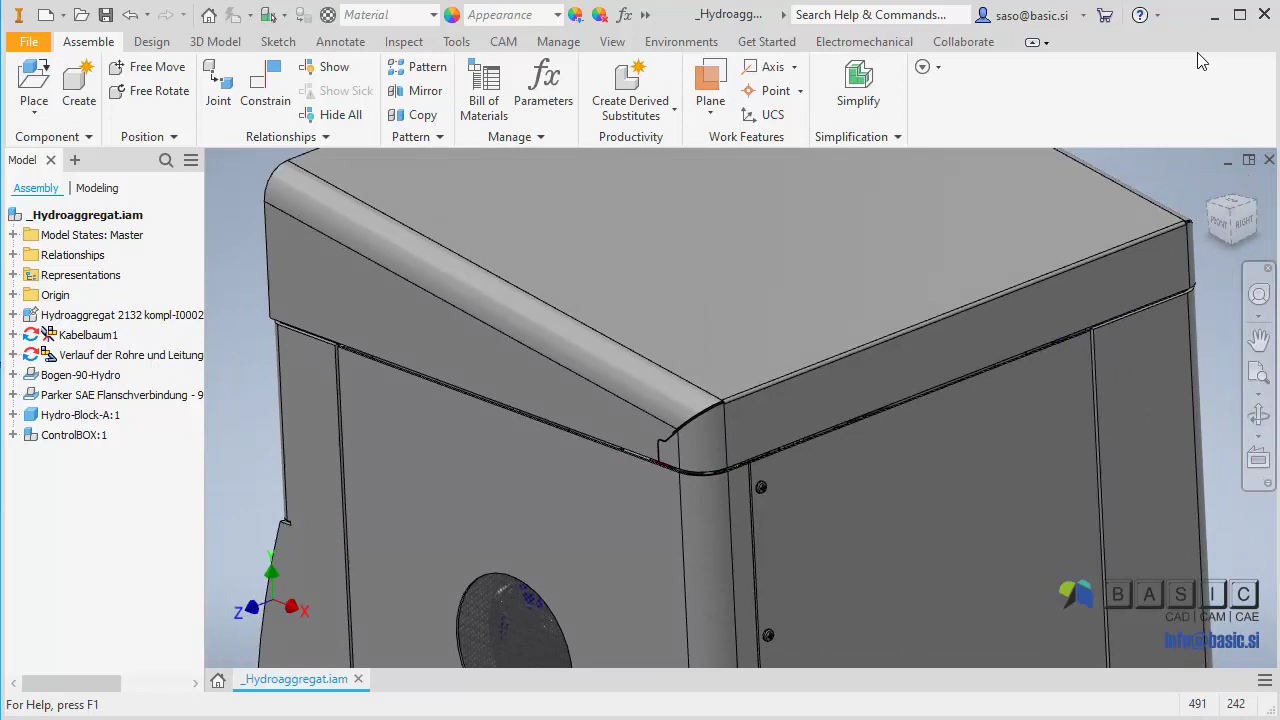 Material
Appearance
_Hydroagg...
Search Help & Commands...
saso@basic.si
File
Assemble
Design
3D Model
Sketch
Annotate
Inspect
Tools
CAM
Manage
View
Environme
Get Started
Electromechanical
Collaborate
Place
Create
Free Move
Free Rotate
Joint
Constrain
Show
Show Sick
Hide All
Pattern
Mirror
Copy
Bill of
Materials
Parameters
Create Derived
Substitutes
Plane
Axis
Point
UCS
Simplify
Component
Position
Relationships
Pattern
Manage
Productivity
Work Features
Simplification
Model
Assembly
Modeling
_Hydroaggregat.iam
Model States: Master
Relationships
Representations
Origin
Hydroaggregat 2132 kompl-I0002
Kabelbaum1
Verlauf der Rohre und Leitung
Bogen-90-Hydro
Parker SAE Flanschverbindung - 9
Hydro-Block-A:1
ControlBOX:1
FRONT
RIGHT
Y
Z
X
BASIC
CAD | CAM | CAE
info@basic.si
_Hydroaggregat.iam
For Help, press F1
491
242